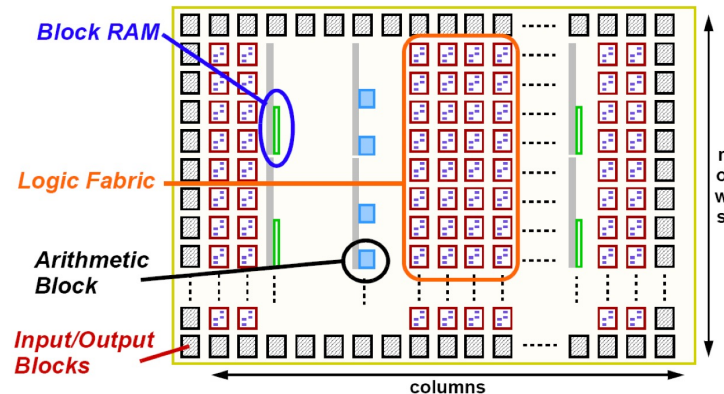 Block RAM
Logic Fabric
Arithmetic
Block
Input/Output
Blocks
columns
r
o
w
s